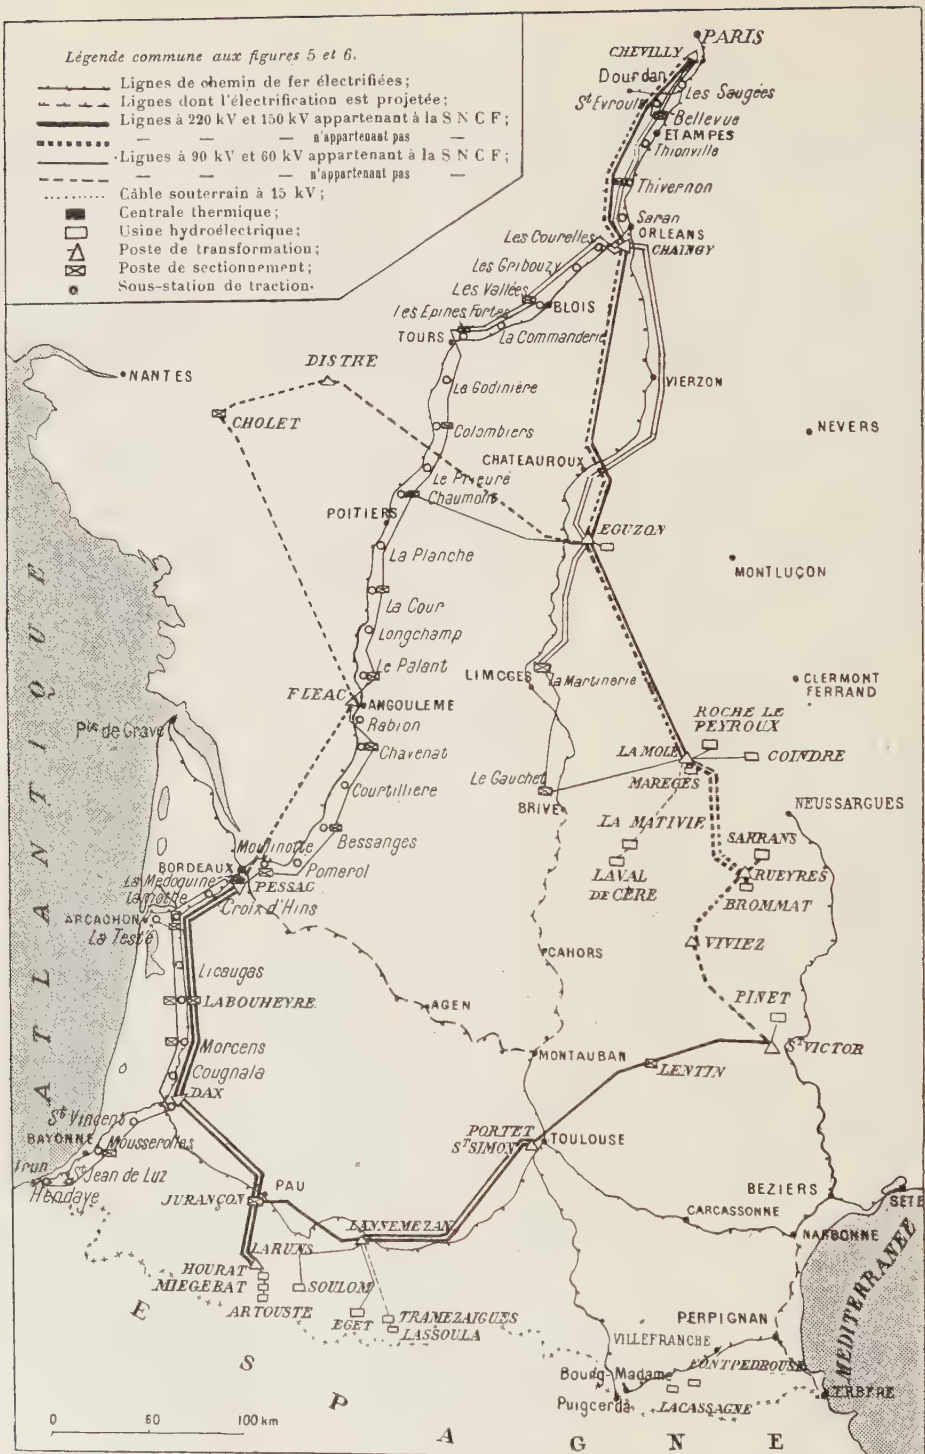 Légende commune aux figures 5 et 6.
Lignes de chemin de fer électrifiées;
Lignes dont l'électrification est projetée;
Lignes à 220 kV et 150 kV appartenant à la SNCF;
— — — n'appartenant pas —
Lignes à 90 kV et 60 kV appartenant à la SNCF;
— — — n'appartenant pas —
Câble souterrain à 15 kV;
Centrale thermique;
Usine hydroélectrique;
Poste de transformation;
Poste de sectionnement;
Sous-station de traction.
PARIS
CHEVILLY
Dourdan
Les Saugées
St Evroult
Bellevue
ETAMPES
Thionville
Thivernon
Saran
ORLEANS
Les Courelles
CHAINGY
Les Gribouzy
Les Vallées
BLOIS
les Epines Fortes
TOURS
La Commanderie
DISTRÉ
NANTES
La Godinière
VIERZON
CHOLET
Colombiers
NEVERS
CHATEAUROUX
Le Prieuré
Chaumont
POITIERS
EGUZON
La Planche
MONTLUÇON
La Cour
Longchamp
Le Palant
LIMOGES
La Martinerie
CLERMONT
FERRAND
FLEAC
ANGOULEME
Rabion
Pte de Grave
ROCHE LE
PEYROUX
Chavenat
LA MOLE
COINDRE
MAREGES
Le Gauchet
Courtilliere
BRIVE
NEUSSARGUES
LA MATIVIE
Bessanges
SARRANS
Moulinotte
BORDEAUX
Pomerol
LAVAL
DE CERE
RUEYRES
La Medoquine
PESSAC
BROMMAT
Lamothe
Croix d'Hins
ARCACHON
La Teste
VIVIEZ
CAHORS
Licaugas
PINET
LABOUHEYRE
AGEN
Morcens
MONTAUBAN
St VICTOR
LENTIN
Cougnala
DAX
St Vincent
PORTET
ST SIMON
TOULOUSE
BAYONNE
Mousserolles
Irun
St Jean de Luz
Hendaye
PAU
BEZIERS
SETE
JURANÇON
CARCASSONNE
LANNEMEZAN
NARBONNE
LARUNS
HOURAT
MIEGEBAT
SOULOM
ARTOUSTE
EGET
TRAMEZAIGUES
LASSOULA
PERPIGNAN
VILLEFRANCHE
FONTPEDROUSE
Bourg-Madame
Puigcerda
LACASSAGNE
CERBERE
ATLANTIQUE
MEDITERRANÉE
ESPAGNE
0 50 100 km